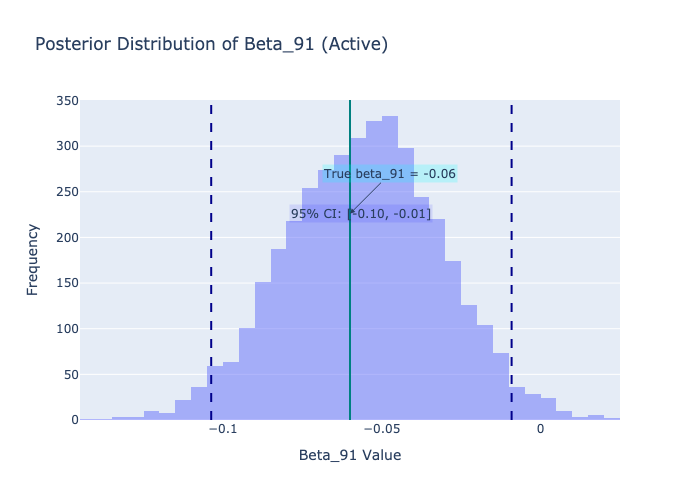 Posterior Distribution of Beta_91 (Active)
350
300
True beta_91 = -0.06
250
95% CI: [-0.10, -0.01]
200
Frequency
150
100
50
0
−0.1
−0.05
0
Beta_91 Value